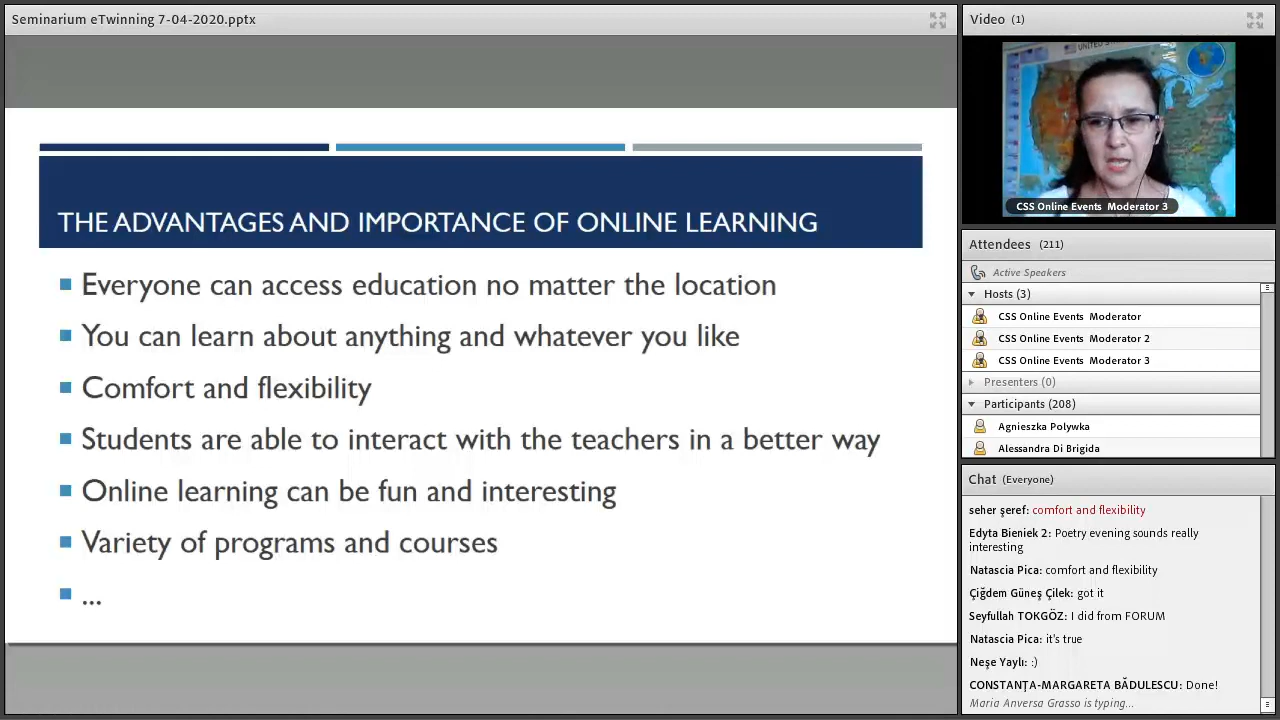 Seminarium eTwinning 7-04-2020.pptx
THE ADVANTAGES AND IMPORTANCE OF ONLINE LEARNING
Everyone can access education no matter the location
You can learn about anything and whatever you like
Comfort and flexibility
Students are able to interact with the teachers in a better way
Online learning can be fun and interesting
Variety of programs and courses
...
Video (1)
UNITED
CSS Online Events Moderator 3
Attendees (211)
Active Speakers
Hosts (3)
CSS Online Events Moderator
CSS Online Events Moderator 2
CSS Online Events Moderator 3
Presenters (0)
Participants (208)
Agnieszka Polywka
Alessandra Di Brigida
Chat (Everyone)
seher şeref: comfort and flexibility
Edyta Bieniek 2: Poetry evening sounds really
interesting
Natascia Pica: comfort and flexibility
Çiğdem Güneş Çilek: got it
Seyfullah TOKGÖZ: I did from FORUM
Natascia Pica: it's true
Neşe Yaylı: :)
CONSTANŢA-MARGARETA BĂDULESCU: Done!
Maria Anversa Grasso is typing...